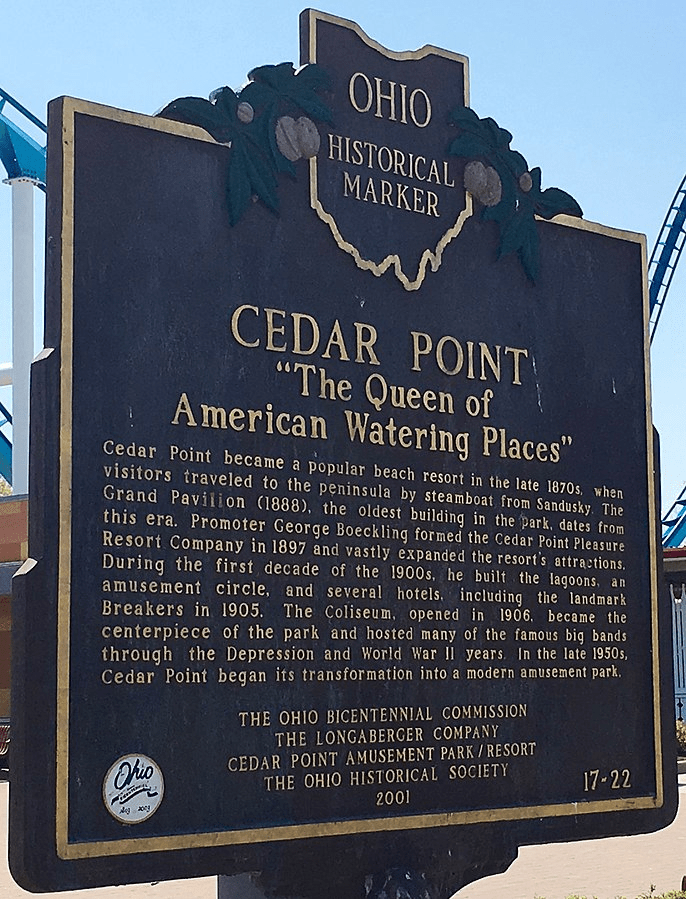 OHIO
HISTORICAL
MARKER
CEDAR POINT
“The Queen of
American Watering Places”
Cedar Point became a popular beach resort in the late 1870s, when
visitors traveled to the peninsula by steamboat from Sandusky. The
Grand Pavilion (1888), the oldest building in the park, dates from
this era. Promoter George Boeckling formed the Cedar Point Pleasure
Resort Company in 1897 and vastly expanded the resort's attractions.
During the first decade of the 1900s, he built the lagoons, an
amusement circle, and several hotels, including the landmark
Breakers in 1905. The Coliseum, opened in 1906, became the
centerpiece of the park and hosted many of the famous big bands
through the Depression and World War II years. In the late 1950s,
Cedar Point began its transformation into a modern amusement park.
THE OHIO BICENTENNIAL COMMISSION
THE LONGABERGER COMPANY
CEDAR POINT AMUSEMENT PARK/RESORT
THE OHIO HISTORICAL SOCIETY
2001
17-22
Ohio
1803 2003